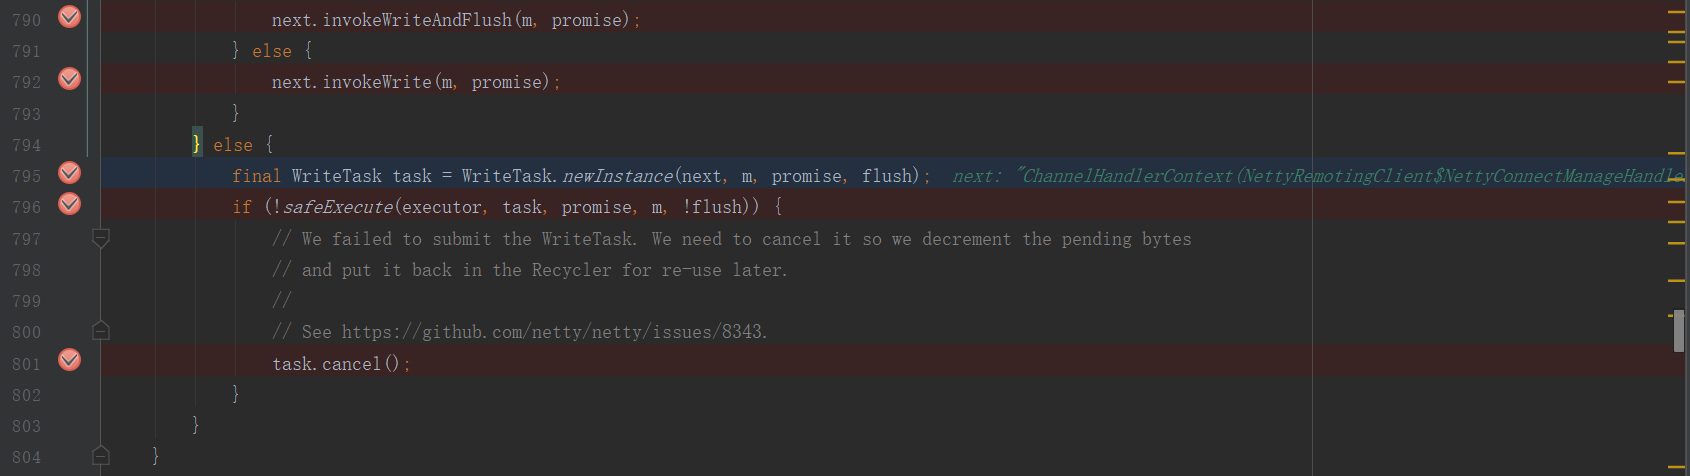 790 next.invokeWriteAndFlush(m, promise);
791 } else {
792 next.invokeWrite(m, promise);
793 }
794 } else {
795 final WriteTask task = WriteTask.newInstance(next, m, promise, flush); next: "ChannelHandlerContext(NettyRemotingClient$NettyConnectManageHandle
796 if (!safeExecute(executor, task, promise, m, !flush)) {
797 // We failed to submit the WriteTask. We need to cancel it so we decrement the pending bytes
798 // and put it back in the Recycler for re-use later.
799 //
800 // See https://github.com/netty/netty/issues/8343.
801 task.cancel();
802 }
803 }
804 }